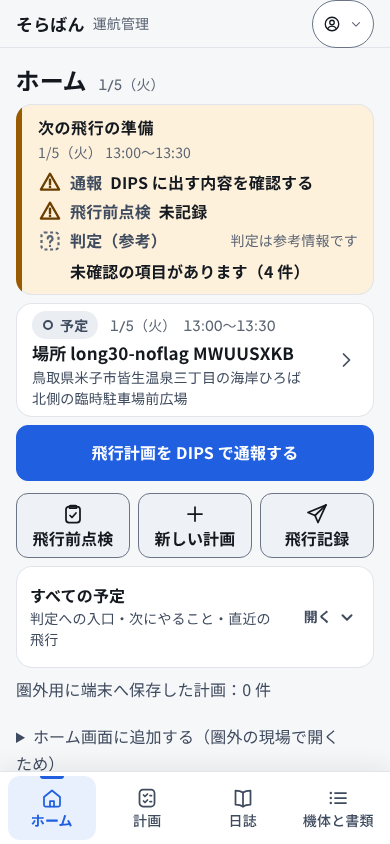 そらばん 運航管理
ホーム 1/5（火）
次の飛行の準備
1/5（火） 13:00〜13:30
通報 DIPS に出す内容を確認する
飛行前点検 未記録
判定（参考） 判定は参考情報です
未確認の項目があります（4 件）
予定 1/5（火） 13:00〜13:30
場所 long30-noflag MWUUSXKB
鳥取県米子市皆生温泉三丁目の海岸ひろば
北側の臨時駐車場前広場
飛行計画を DIPS で通報する
飛行前点検 新しい計画 飛行記録
すべての予定
判定への入口・次にやること・直近の
飛行
開く
圏外用に端末へ保存した計画：0 件
▶ ホーム画面に追加する（圏外の現場で開く
ため）
ホーム 計画 日誌 機体と書類